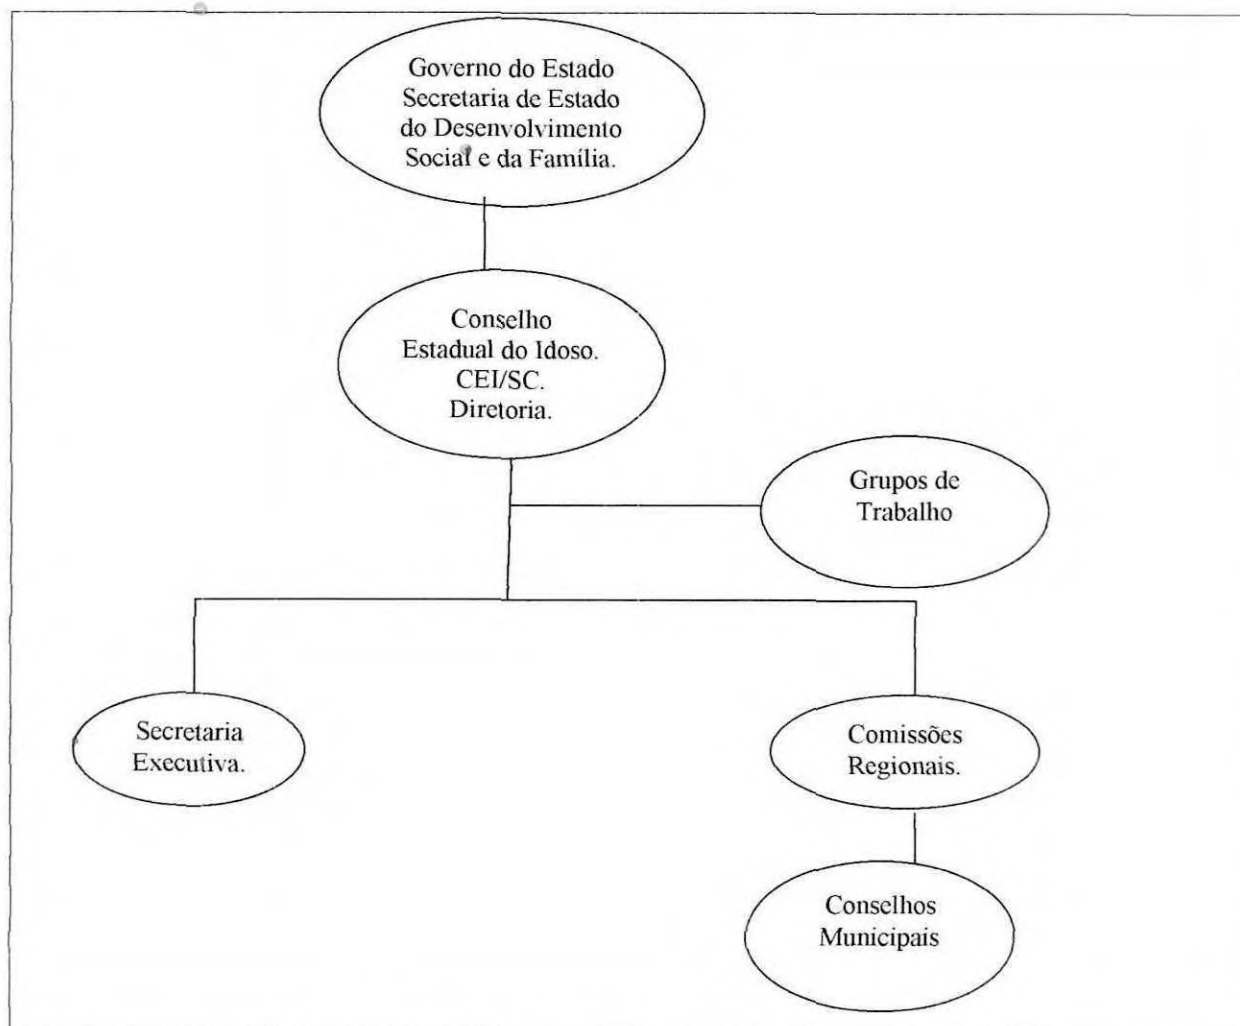 Governo do Estado
Secretaria de Estado
do Desenvolvimento
Social e da Família.
Conselho
Estadual do Idoso.
CEI/SC.
Diretoria.
Grupos de
Trabalho
Secretaria
Executiva.
Comissões
Regionais.
Conselhos
Municipais